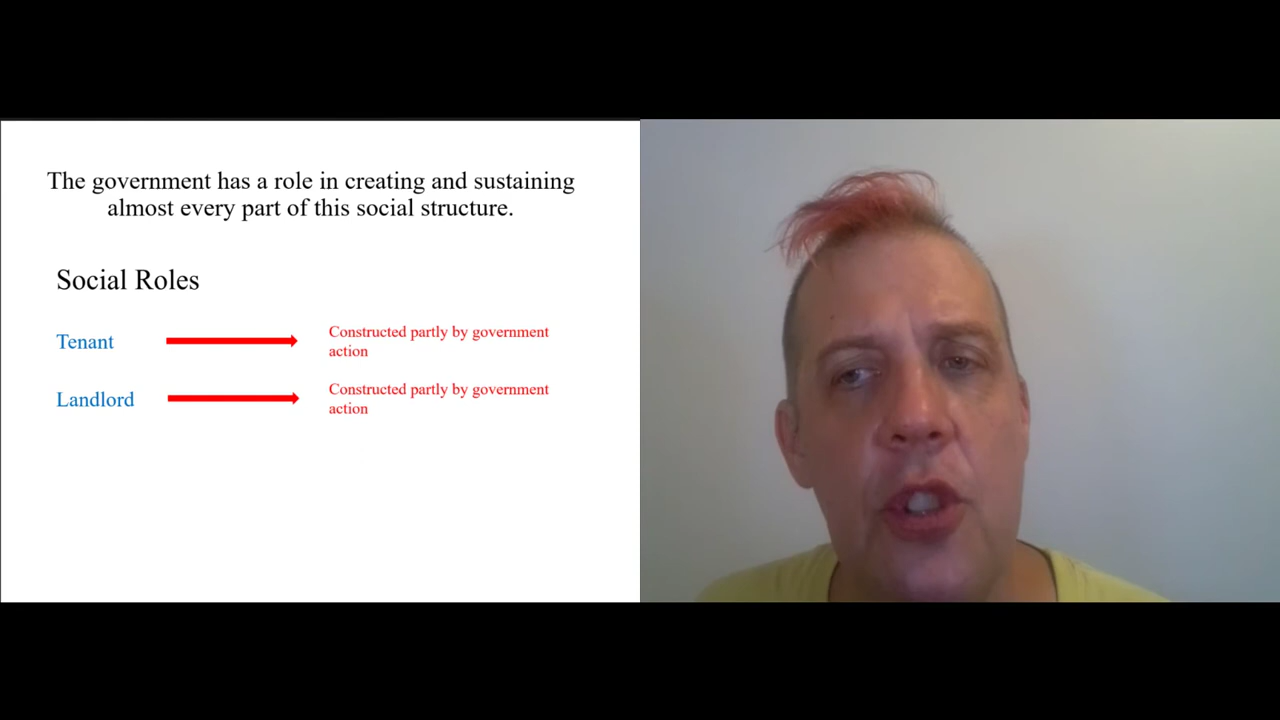 The government has a role in creating and sustaining
almost every part of this social structure.
Social Roles
Tenant
Constructed partly by government
action
Landlord
Constructed partly by government
action